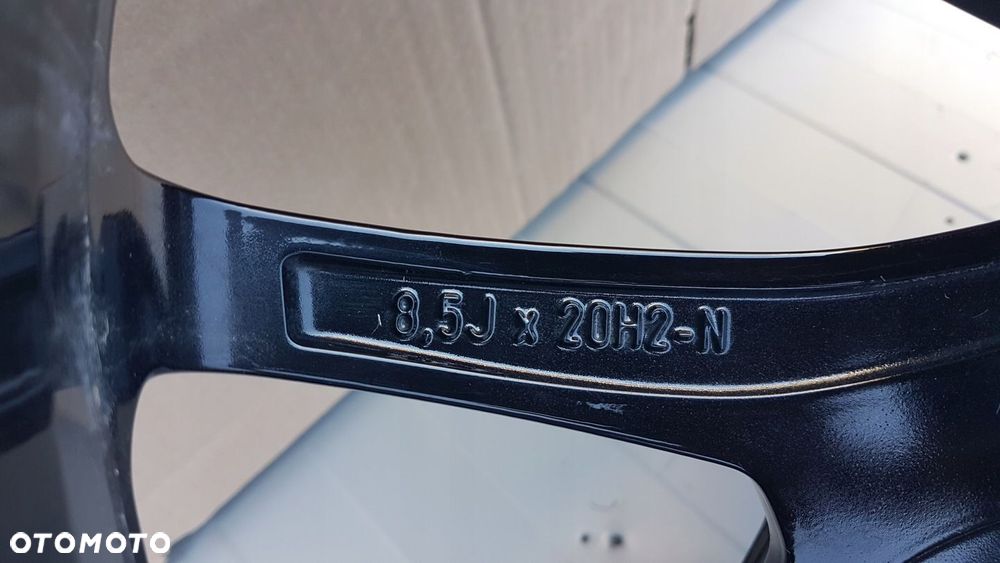 8,5J x 20H2-N
OTOMOTO